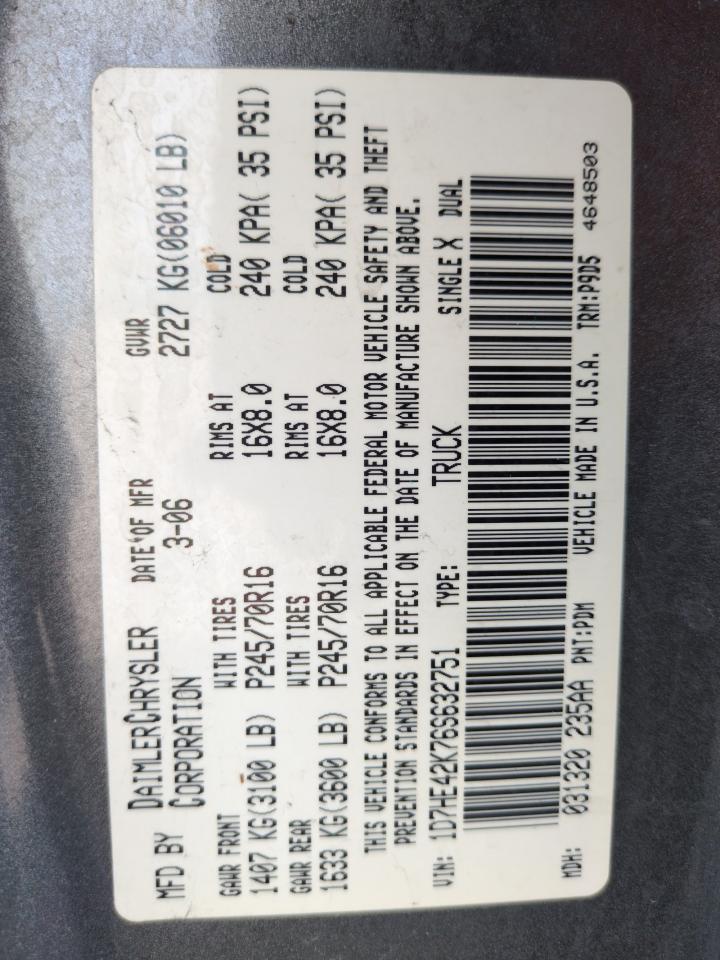 MFD BY DAIMLERCHRYSLER CORPORATION
DATE OF MFR 3-06
GVWR 2727 KG(06010 LB)
GAWR FRONT WITH TIRES RIMS AT COLD
1407 KG(3100 LB) P245/70R16 16X8.0 240 KPA( 35 PSI)
GAWR REAR WITH TIRES RIMS AT COLD
1633 KG(3600 LB) P245/70R16 16X8.0 240 KPA( 35 PSI)
THIS VEHICLE CONFORMS TO ALL APPLICABLE FEDERAL MOTOR VEHICLE SAFETY AND THEFT
PREVENTION STANDARDS IN EFFECT ON THE DATE OF MANUFACTURE SHOWN ABOVE.
VIN: 1D7HE42K76S632751 TYPE: TRUCK SINGLE X DUAL
MDH: 031320 235AA PNT:PDM VEHICLE MADE IN U.S.A. TRM:P9D5 4648503